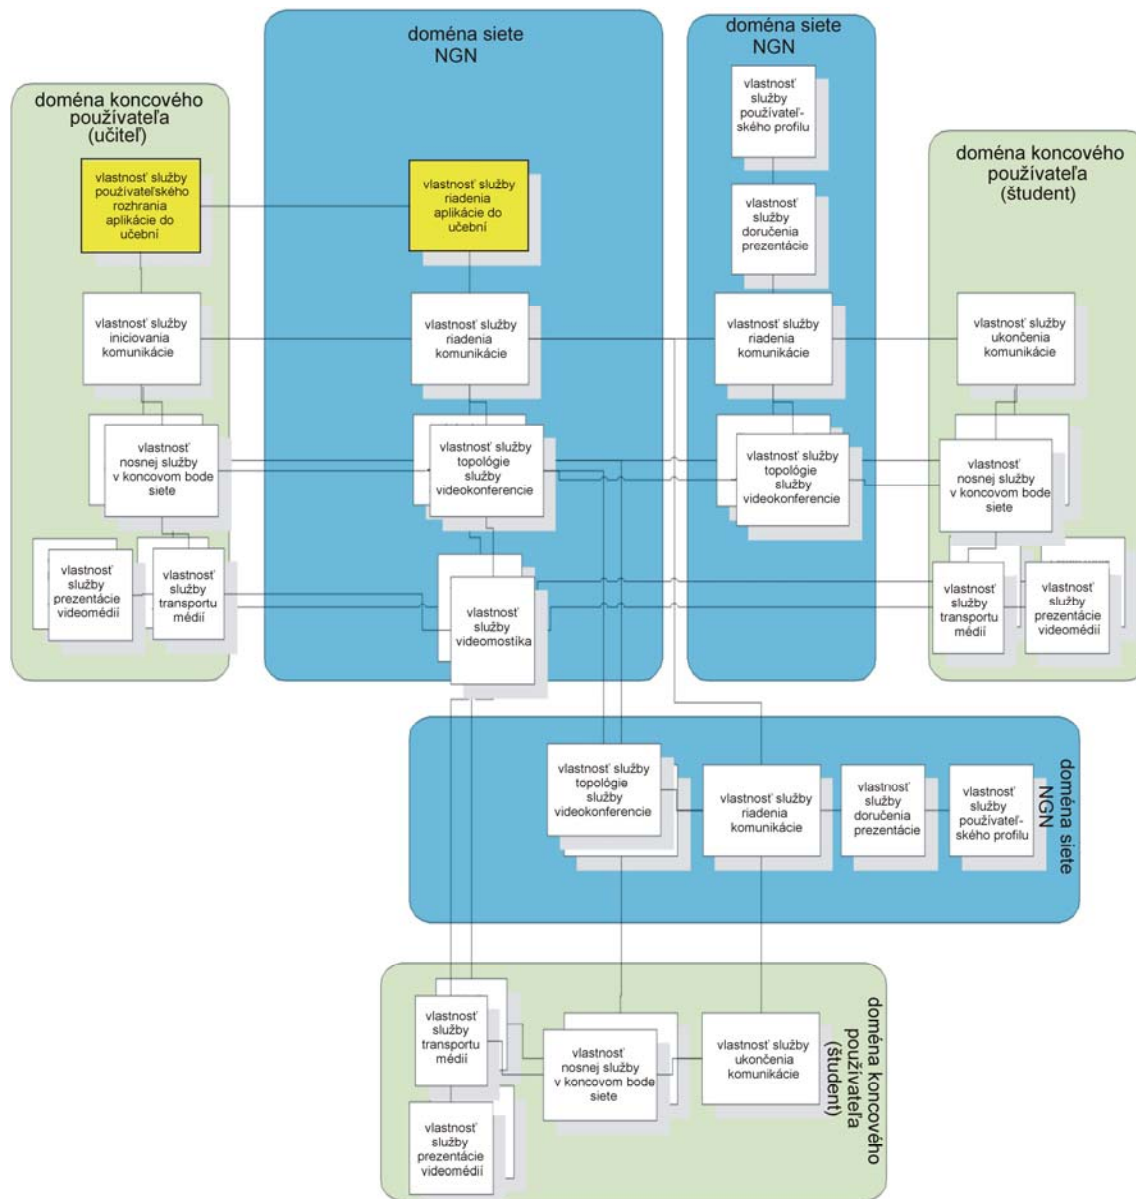 doména koncového
používateľa
(učiteľ)
vlastnosť služby
používateľského
rozhrania
aplikácie do
učební
vlastnosť služby
iniciovania
komunikácie
vlastnosť
nosnej služby
v koncovom bode
siete
vlastnosť
služby
prezentácie
videomédií
vlastnosť
služby
transportu
médií
doména siete
NGN
vlastnosť služby
riadenia
aplikácie do
učební
vlastnosť služby
riadenia
komunikácie
vlastnosť služby
topológie
služby
videokonferencie
vlastnosť
služby
videomostíka
doména siete
NGN
vlastnosť
služby
používateľ-
ského profilu
vlastnosť
služby
doručenia
prezentácie
vlastnosť služby
riadenia
komunikácie
vlastnosť služby
topológie
služby
videokonferencie
doména koncového
používateľa
(študent)
vlastnosť služby
ukončenia
komunikácie
vlastnosť
nosnej služby
v koncovom bode
siete
vlastnosť
služby
transportu
médií
vlastnosť
služby
prezentácie
videomédií
vlastnosť služby
topológie
služby
videokonferencie
vlastnosť služby
riadenia
komunikácie
vlastnosť
služby
doručenia
prezentácie
vlastnosť
služby
používateľ-
ského profilu
doména siete
NGN
vlastnosť
služby
transportu
médií
vlastnosť
nosnej služby
v koncovom bode
siete
vlastnosť služby
ukončenia
komunikácie
vlastnosť
služby
prezentácie
videomédií
doména koncového
používateľa
(študent)